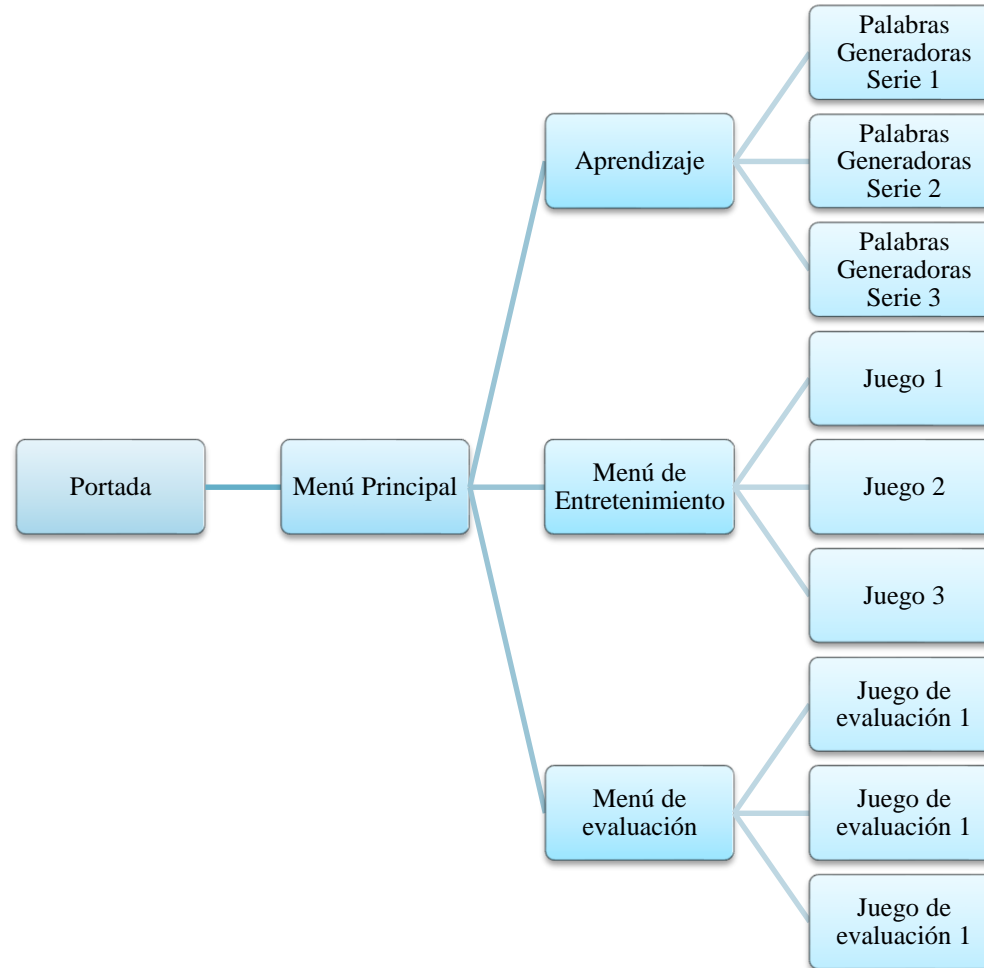 Portada
Menú Principal
Aprendizaje
Palabras
Generadoras
Serie 1
Palabras
Generadoras
Serie 2
Palabras
Generadoras
Serie 3
Menú de
Entretenimiento
Juego 1
Juego 2
Juego 3
Menú de
evaluación
Juego de
evaluación 1
Juego de
evaluación 1
Juego de
evaluación 1